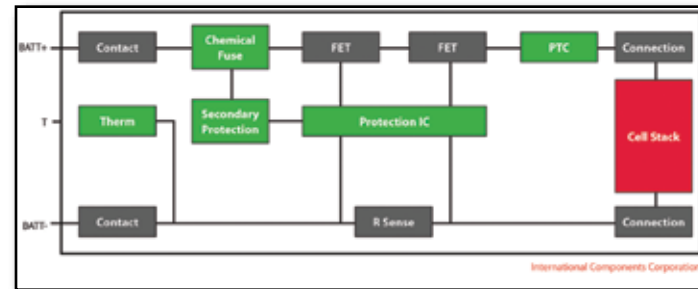 BATT+
Contact
Chemical
Fuse
FET
FET
PTC
Connection
T
Therm
Secondary
Protection
Protection IC
Cell Stack
BATT-
Contact
R Sense
Connection
International Components Corporation